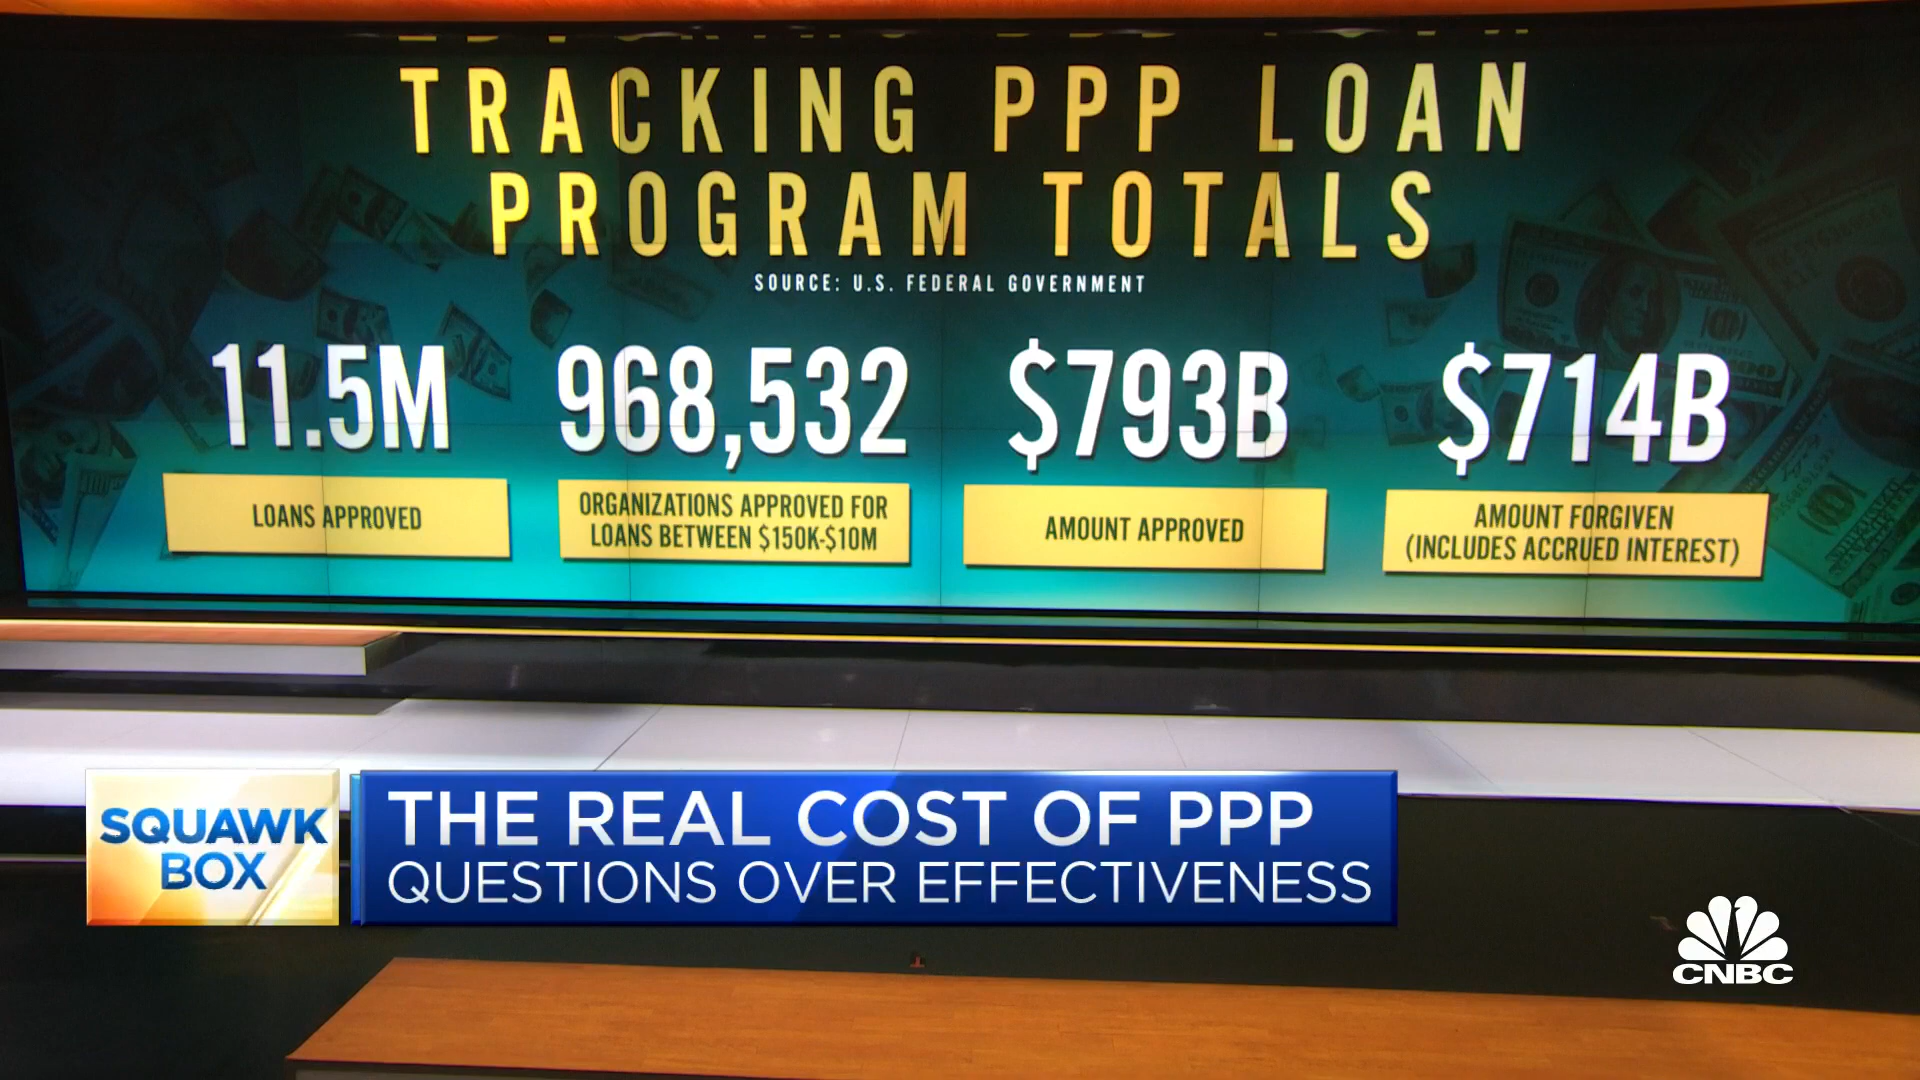 TRACKING PPP LOAN
PROGRAM TOTALS
SOURCE: U.S. FEDERAL GOVERNMENT
11.5M
LOANS APPROVED
968,532
ORGANIZATIONS APPROVED FOR
LOANS BETWEEN $150K-$10M
$793B
AMOUNT APPROVED
$714B
AMOUNT FORGIVEN
(INCLUDES ACCRUED INTEREST)
SQUAWK
BOX
THE REAL COST OF PPP
QUESTIONS OVER EFFECTIVENESS
CNBC